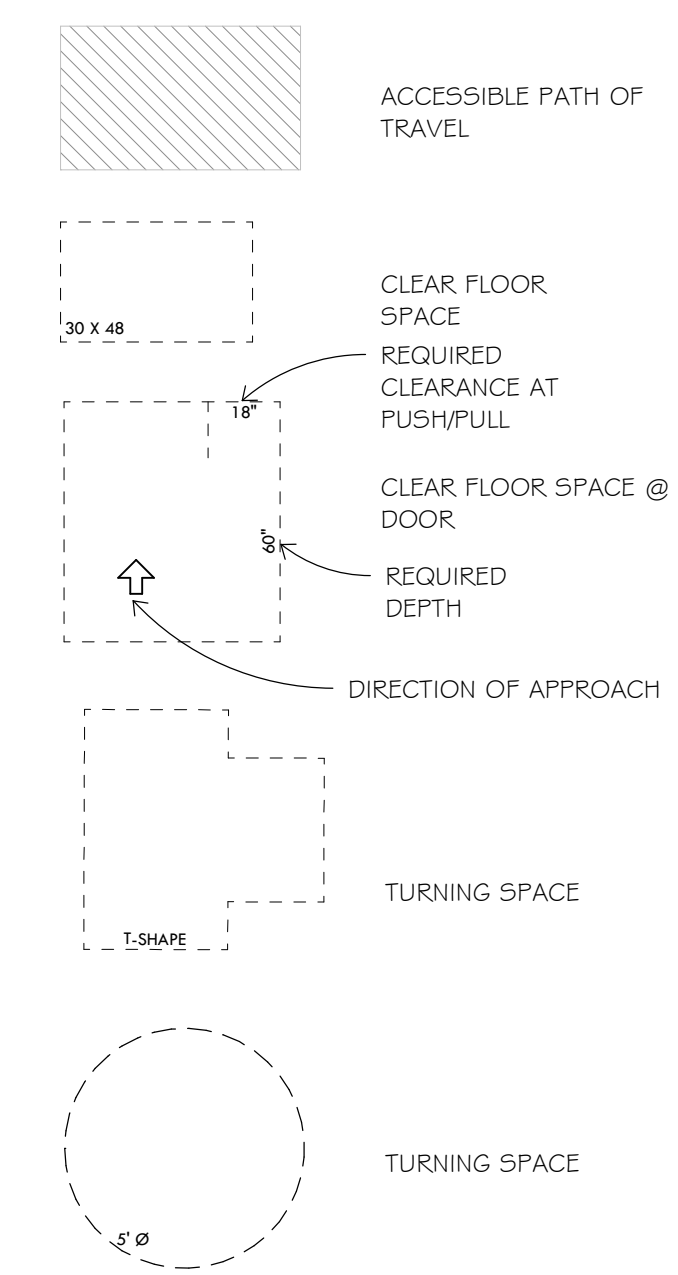 ACCESSIBLE PATH OF
TRAVEL
30 X 48
CLEAR FLOOR
SPACE
REQUIRED
CLEARANCE AT
PUSH/PULL
18"
CLEAR FLOOR SPACE @
DOOR
60"
REQUIRED
DEPTH
DIRECTION OF APPROACH
TURNING SPACE
T-SHAPE
TURNING SPACE
5' Ø